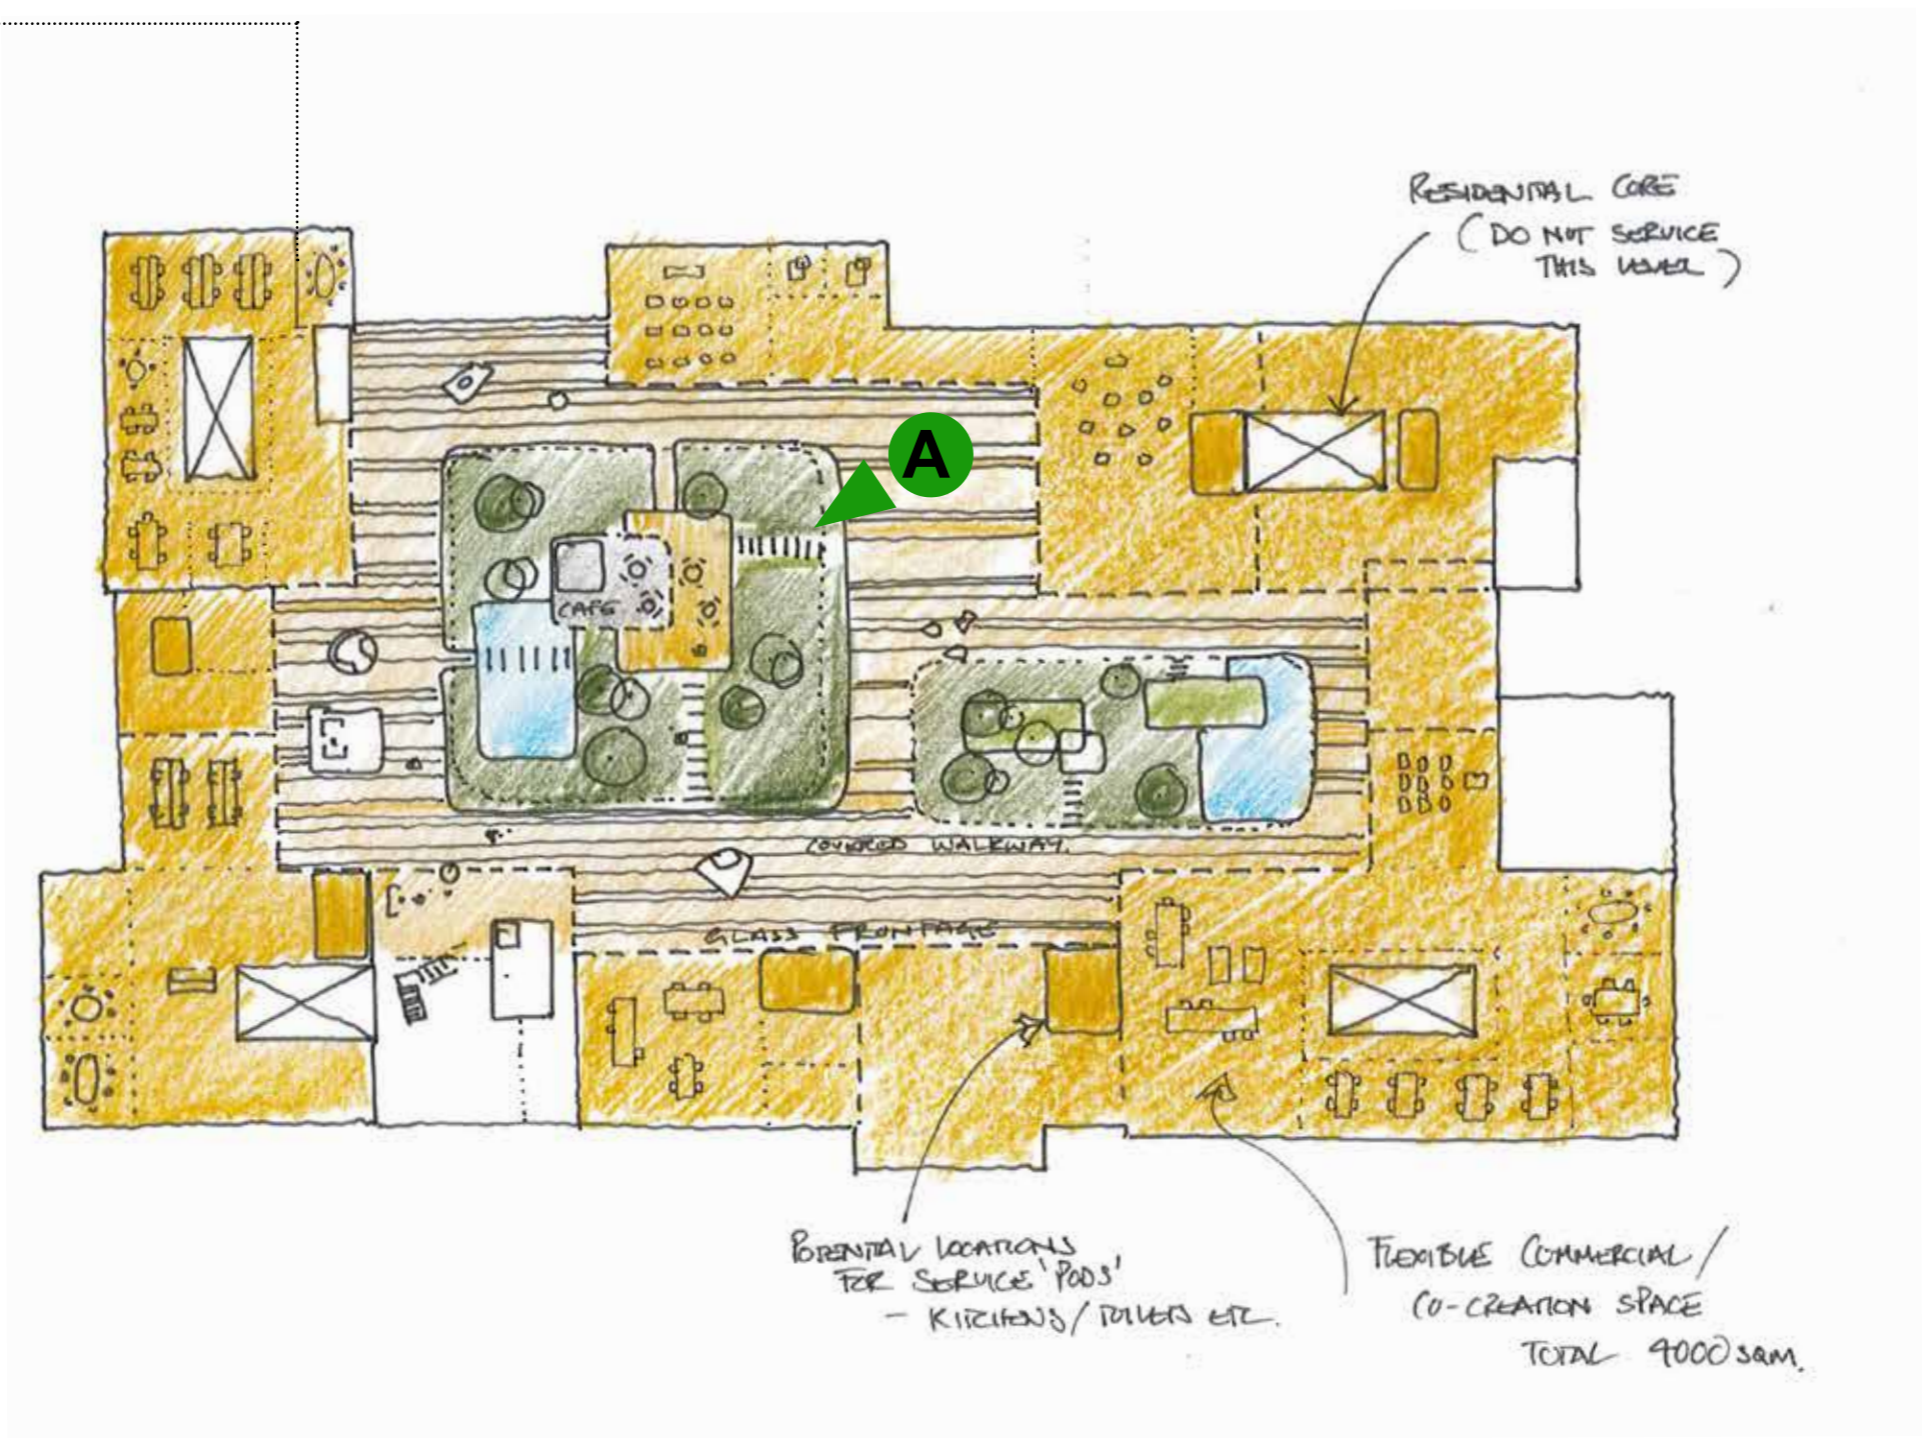 RESIDENTIAL CORE
(DO NOT SERVICE
THIS LEVEL)
A
CAFE
COVERED WALKWAY.
GLASS FRONTAGE
POTENTIAL LOCATIONS
FOR SERVICE 'PODS'
- KITCHENS/TOILETS ETC.
FLEXIBLE COMMERCIAL/
CO-CREATION SPACE
TOTAL 4000 SQM.